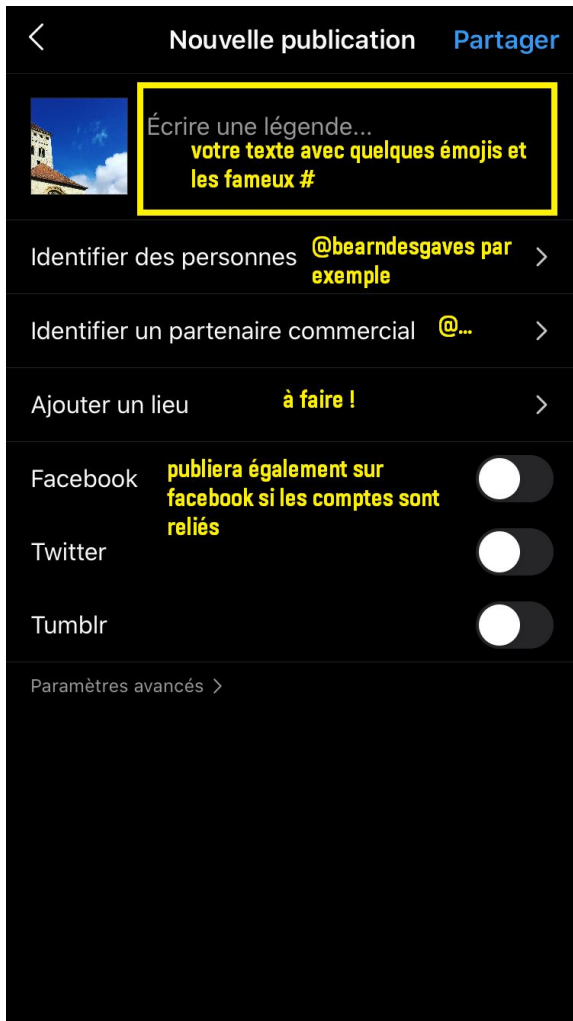 Nouvelle publication Partager
Écrire une légende...
votre texte avec quelques émojis et
les fameux #
Identifier des personnes @bearndesgaves par
exemple
Identifier un partenaire commercial @...
Ajouter un lieu à faire !
Facebook publiera également sur
facebook si les comptes sont
reliés
Twitter
Tumblr
Paramètres avancés >